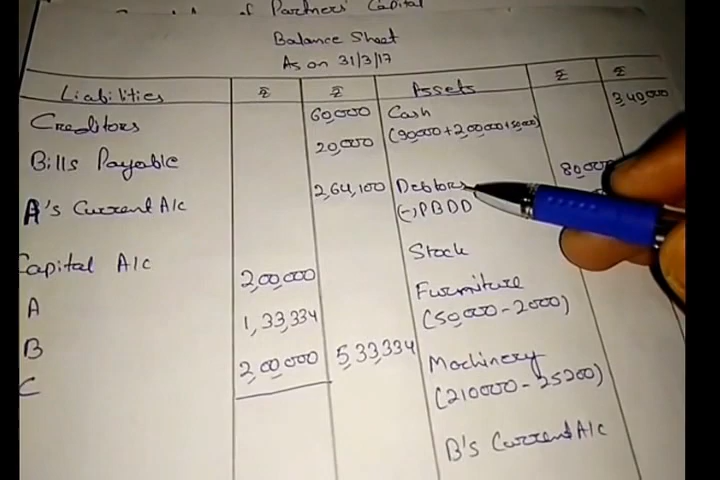 of Partners' Capital
Balance Sheet
As on 31/3/17
Liabilities ₹ ₹ Assets ₹ ₹
Creditors 60,000 Cash 3,40,000
(90,000+2,00,000+50,000)
Bills Payable 20,000
A's Current A/c 2,64,100 Debtors 80,000
(-) PBDD
Stock
Capital A/c
A 2,00,000 Furniture
(50,000-2000)
B 1,33,334
C 2,00,000 5,33,334 Machinery
(210000-25200)
B's Current A/c